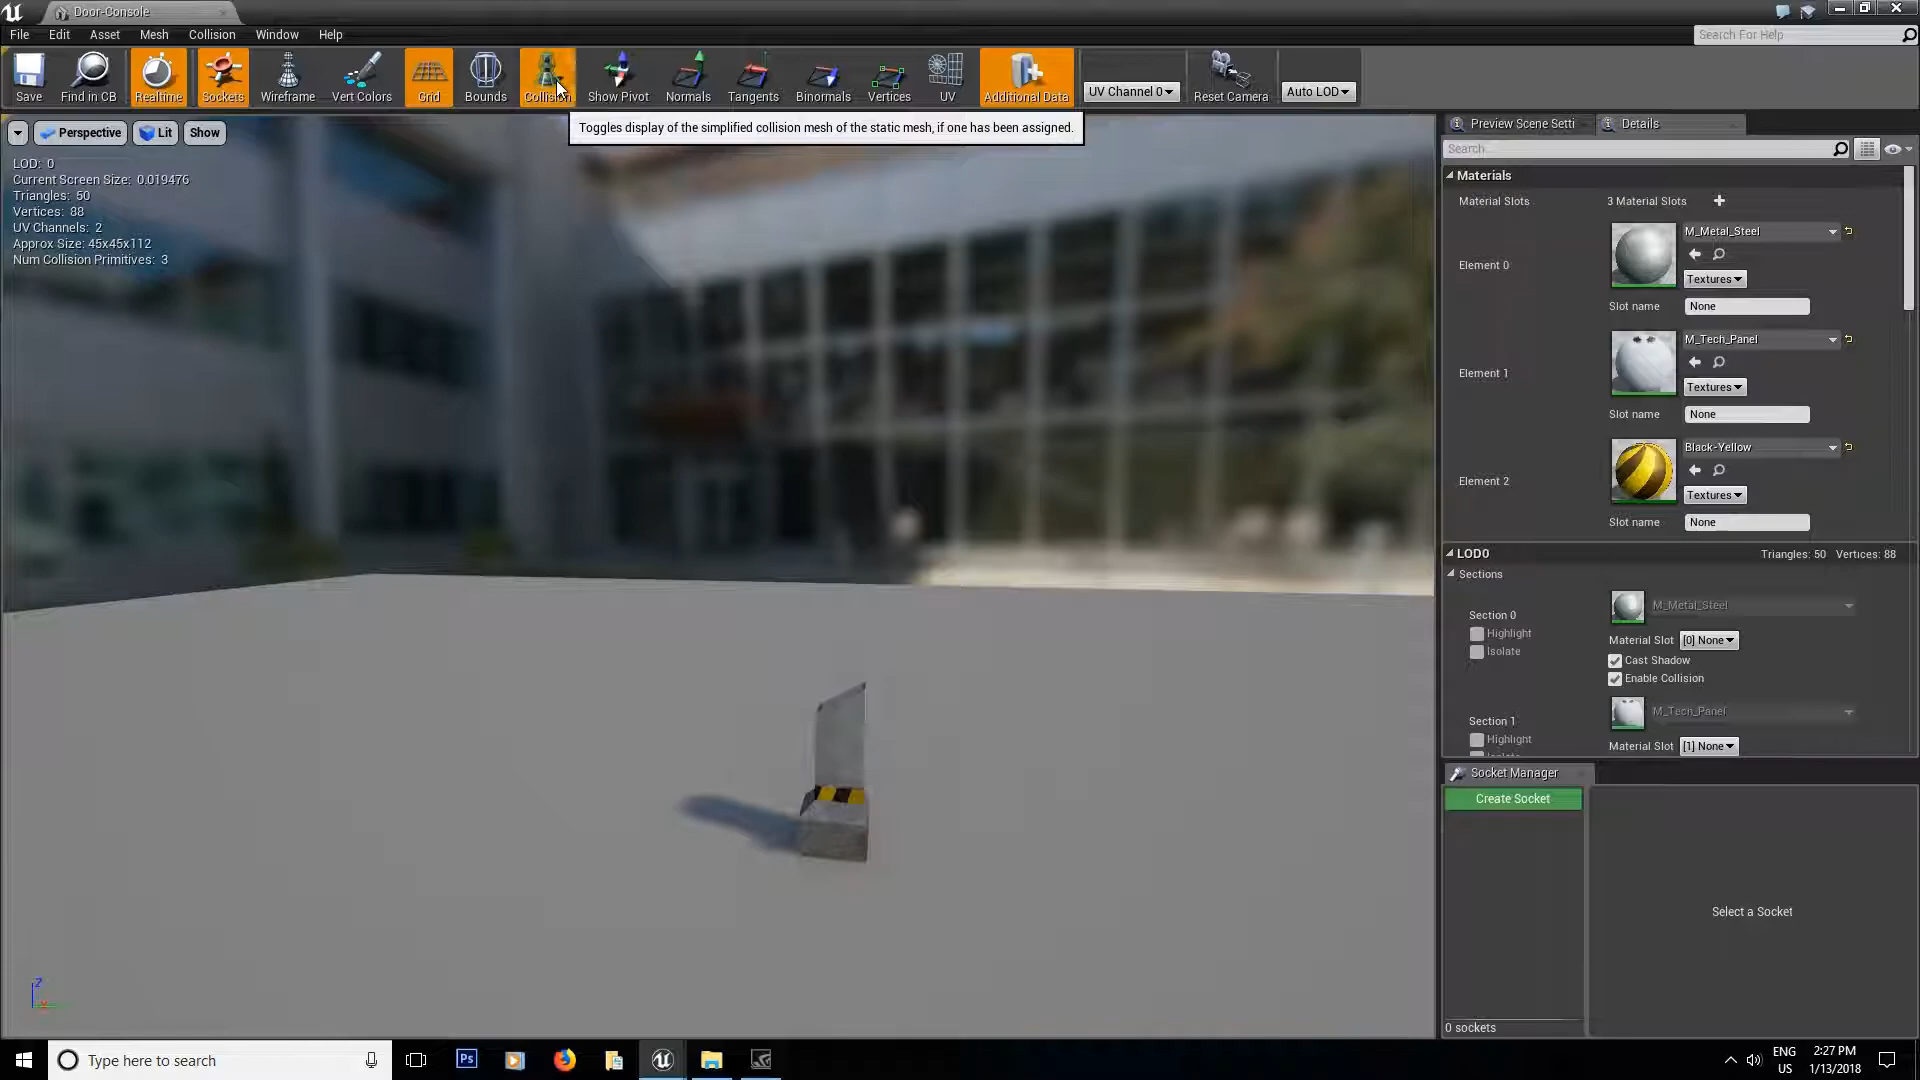 Door-Console
File Edit Asset Mesh Collision Window Help
Search For Help
Save Find in CB Realtime Sockets Wireframe Vert Colors Grid Bounds Collision Show Pivot Normals Tangents Binormals Vertices UV Additional Data UV Channel 0 Reset Camera Auto LOD
Toggles display of the simplified collision mesh of the static mesh, if one has been assigned.
Perspective Lit Show
LOD: 0
Current Screen Size: 0.019476
Triangles: 50
Vertices: 88
UV Channels: 2
Approx Size: 45x45x112
Num Collision Primitives: 3
Preview Scene Setti Details
Search
Materials
Material Slots 3 Material Slots
M_Metal_Steel
Element 0
Textures
Slot name None
M_Tech_Panel
Element 1
Textures
Slot name None
Black-Yellow
Element 2
Textures
Slot name None
LOD0 Triangles: 50 Vertices: 88
Sections
M_Metal_Steel
Section 0
Highlight
Isolate
Material Slot [0] None
Cast Shadow
Enable Collision
M_Tech_Panel
Section 1
Highlight
Isolate
Material Slot [1] None
Socket Manager
Create Socket
Select a Socket
0 sockets
Z
Type here to search
Ps
ENG
US
2:27 PM
1/13/2018